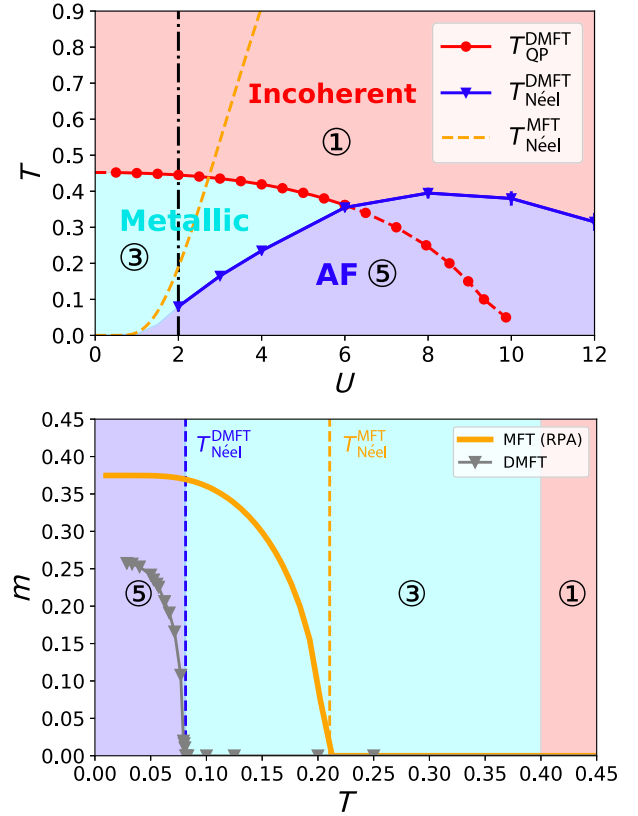 0.9
0.8
0.7
0.6
0.5
0.4
0.3
0.2
0.1
0.0
T
Incoherent
①
Metallic
③
AF ⑤
T_QP^DMFT
T_Néel^DMFT
T_Néel^MFT
0 2 4 6 8 10 12
U
0.45
0.40
0.35
0.30
0.25
0.20
0.15
0.10
0.05
0.00
m
T_Néel^DMFT
T_Néel^MFT
MFT (RPA)
DMFT
⑤
③
①
0.00 0.05 0.10 0.15 0.20 0.25 0.30 0.35 0.40 0.45
T